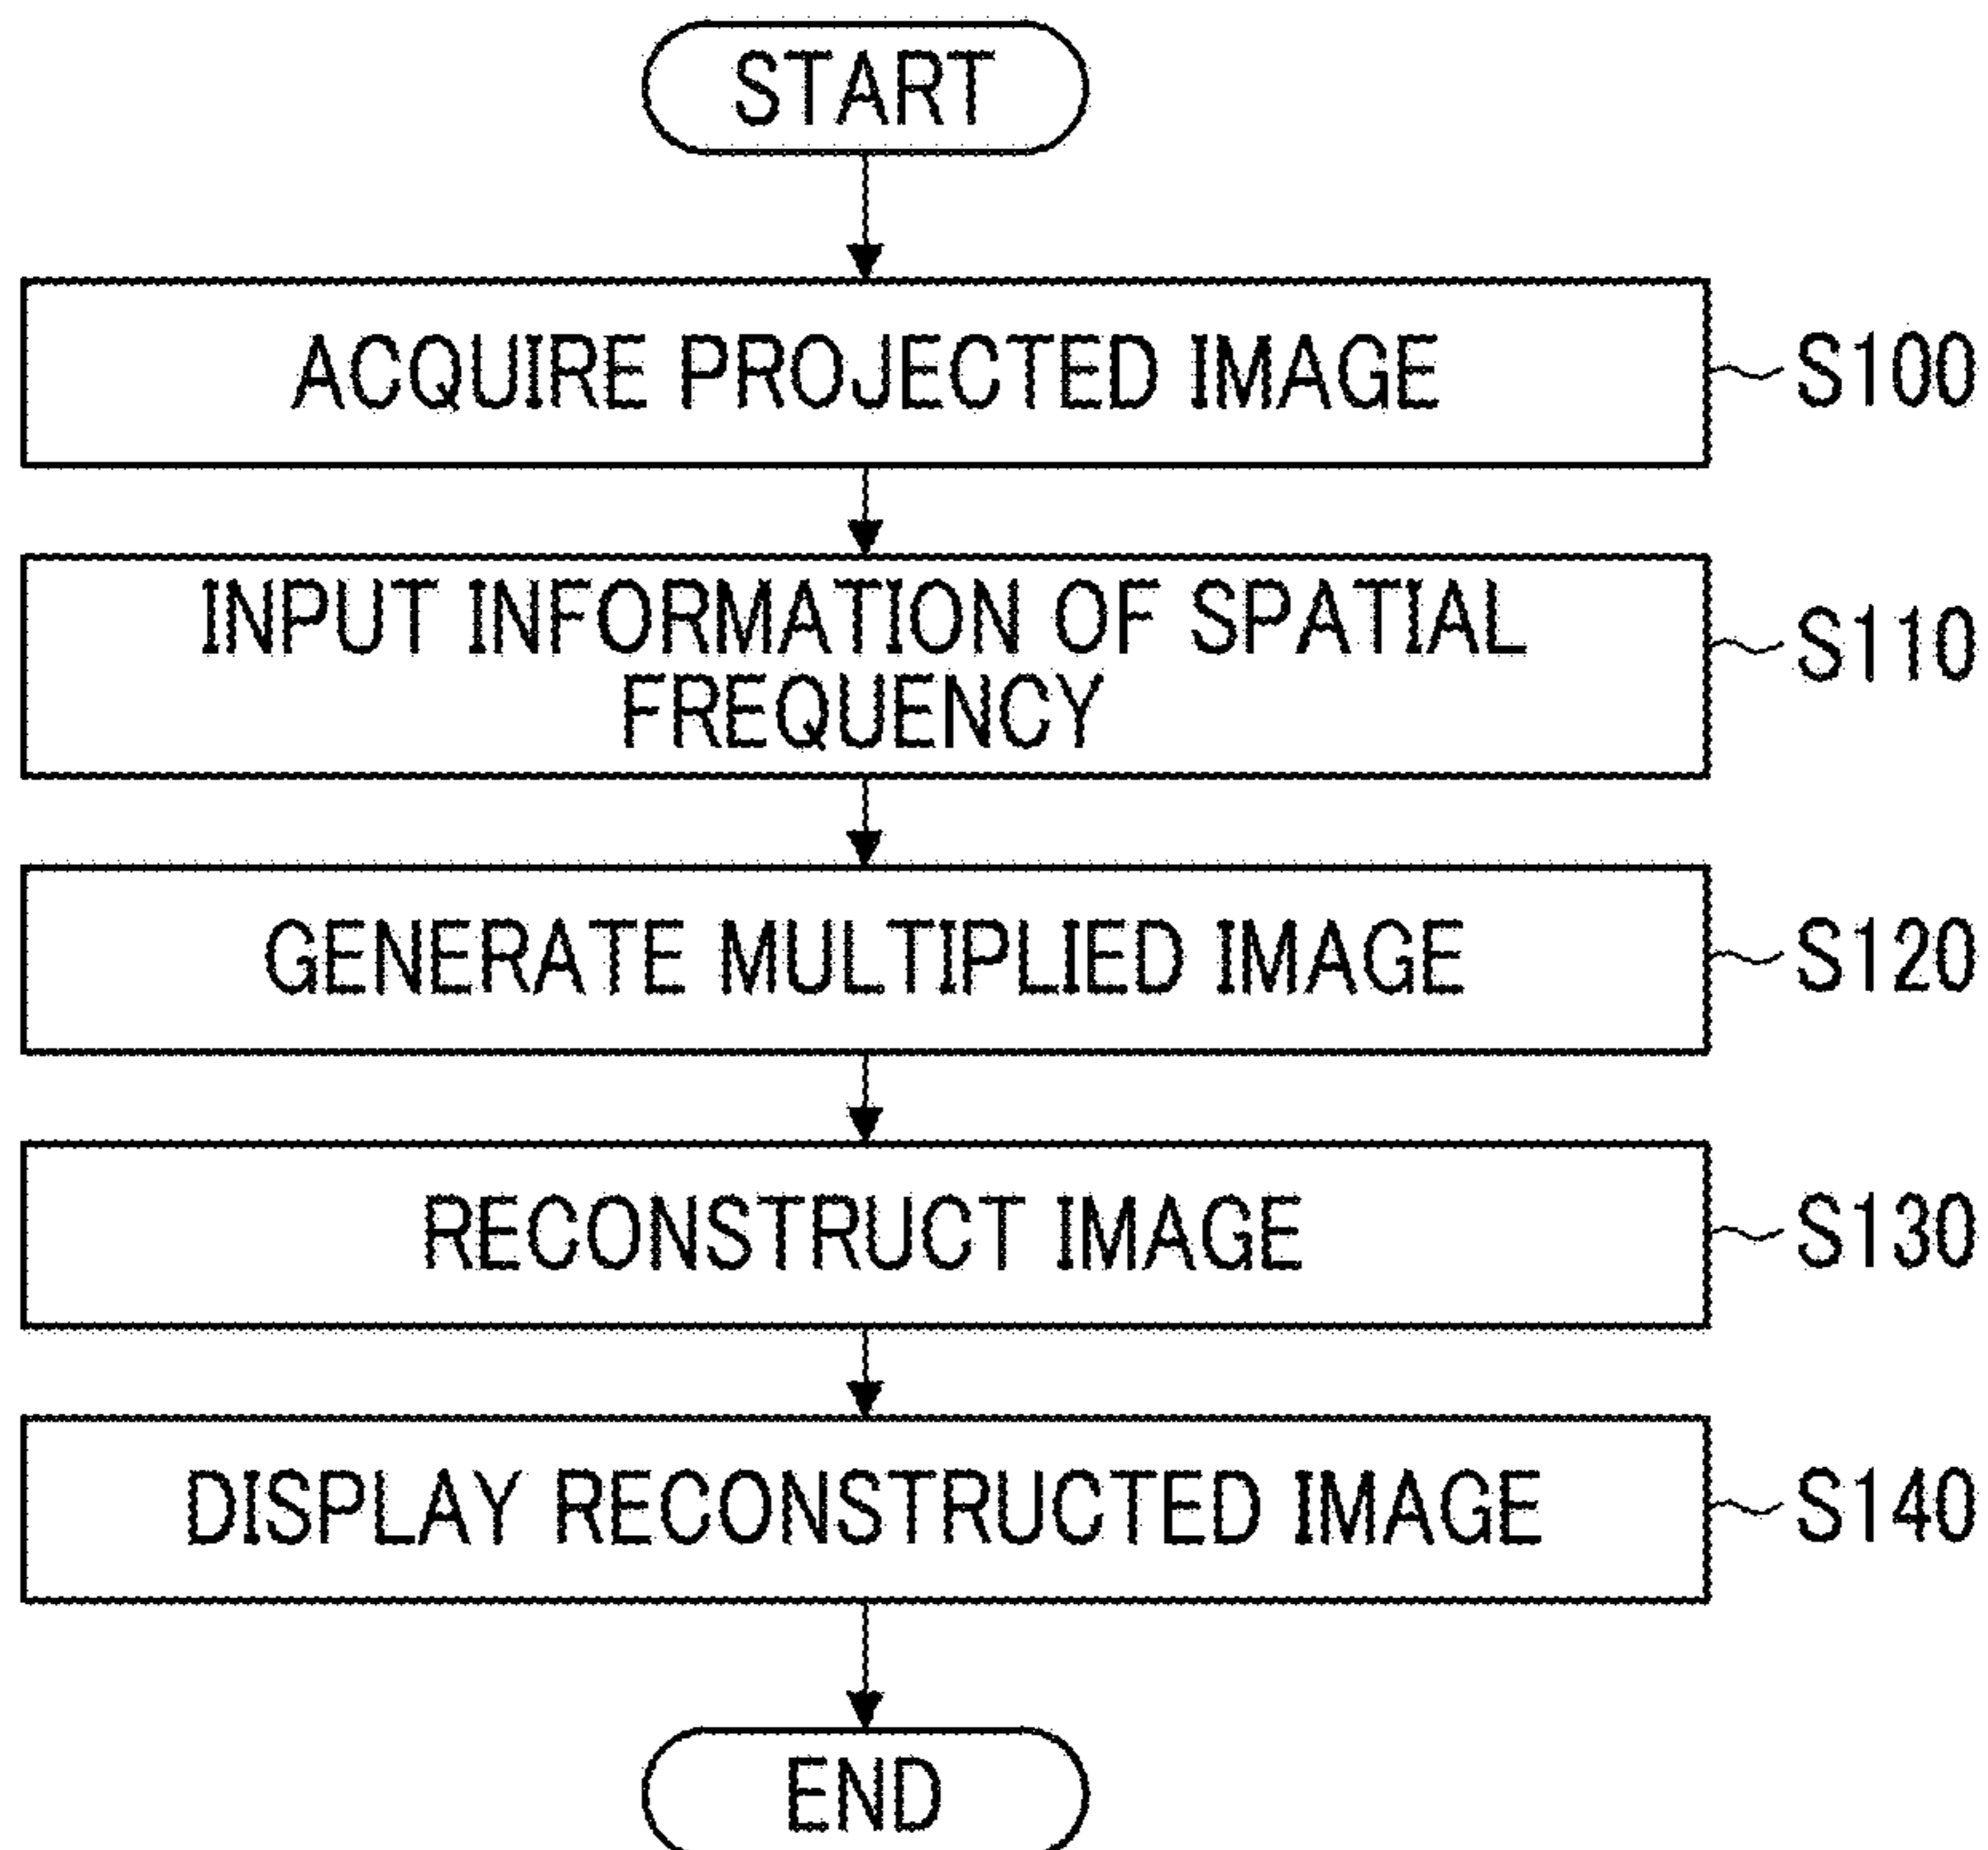 START
ACQUIRE PROJECTED IMAGE
S100
INPUT INFORMATION OF SPATIAL
FREQUENCY
S110
GENERATE MULTIPLIED IMAGE
S120
RECONSTRUCT IMAGE
S130
DISPLAY RECONSTRUCTED IMAGE
S140
END